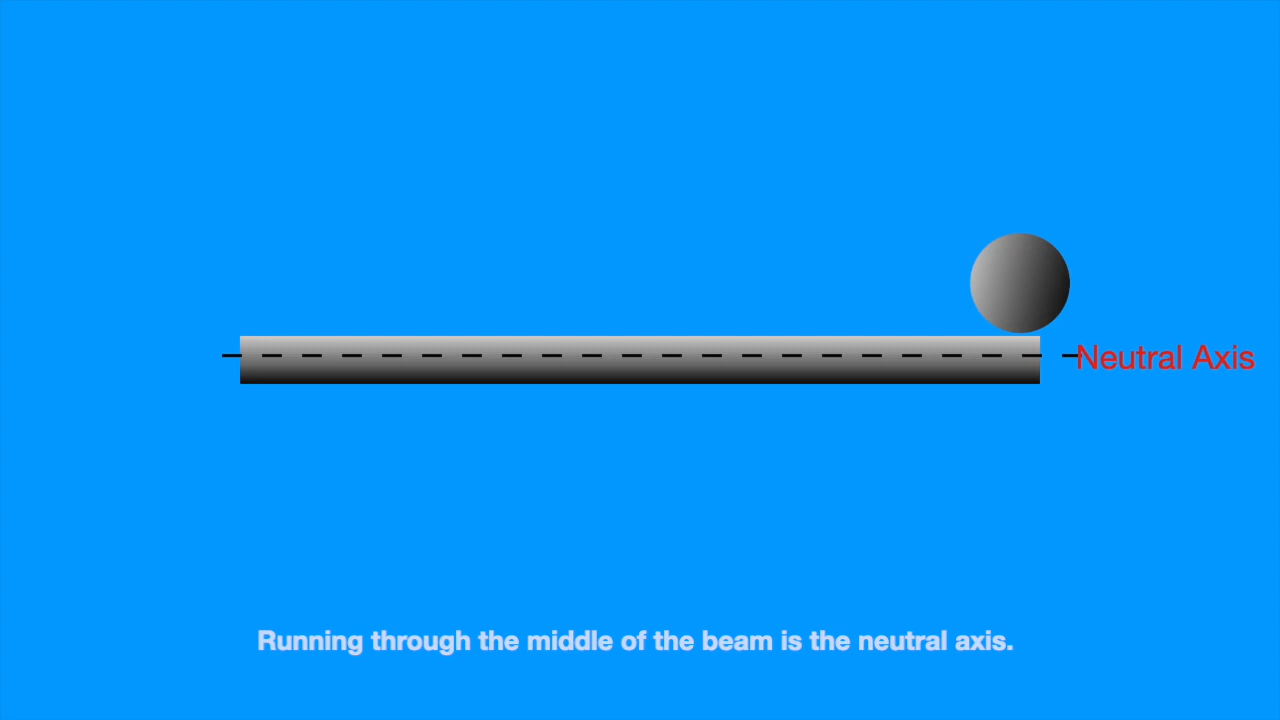 Neutral Axis
Running through the middle of the beam is the neutral axis.